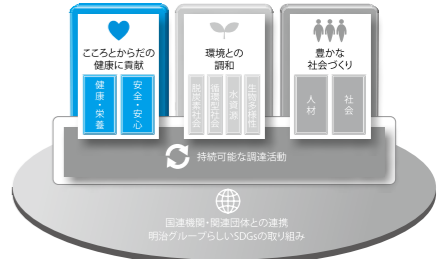 こころとからだの
健康に貢献
健康・栄養
安全・安心
環境との
調和
脱炭素社会
循環型社会
水資源
生物多様性
豊かな
社会づくり
人材
社会
持続可能な調達活動
国連機関・関連団体との連携
明治グループらしいSDGsの取り組み